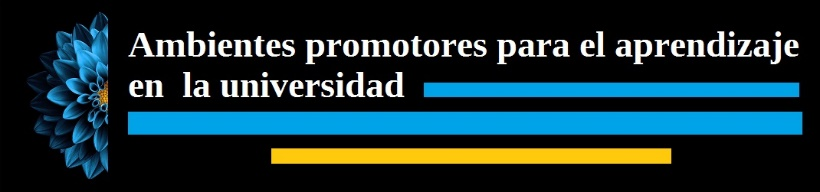 Ambientes promotores para el aprendizaje
en la universidad